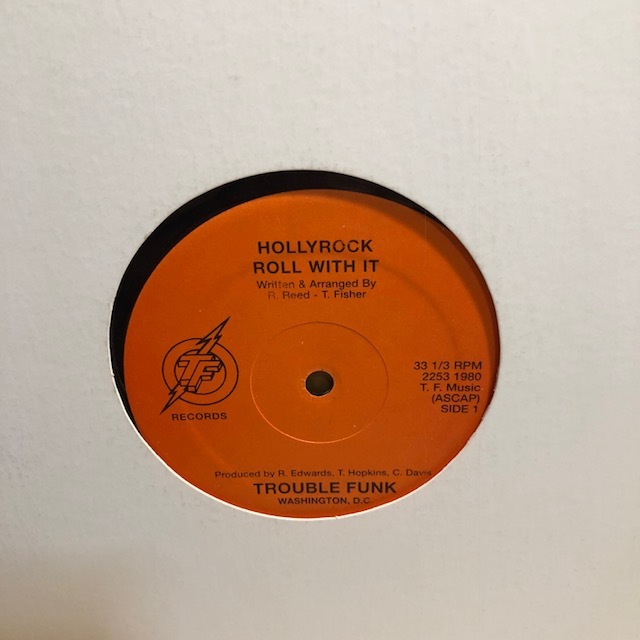 HOLLYROCK
ROLL WITH IT
Written & Arranged By
R. Reed - T. Fisher
TF
RECORDS
33 1/3 RPM
2253 1980
T. F. Music
(ASCAP)
SIDE 1
Produced by R. Edwards, T. Hopkins, C. Davis
TROUBLE FUNK
WASHINGTON, D.C.